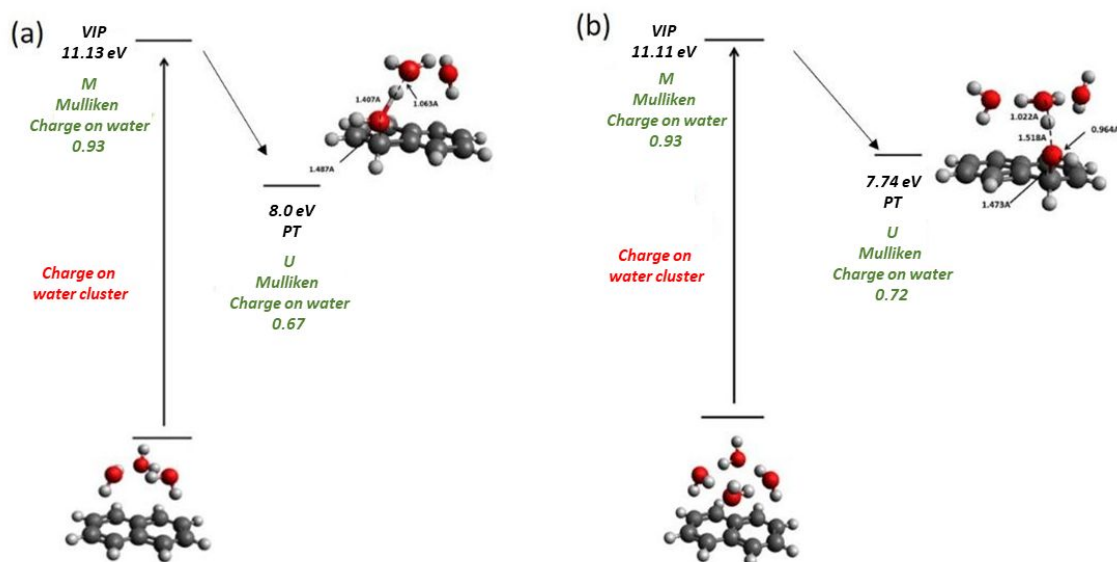 (a)
VIP
11.13 eV
M
Mulliken
Charge on water
0.93
1.407A
1.063A
1.487A
8.0 eV
PT
U
Mulliken
Charge on water
0.67
Charge on
water cluster
(b)
VIP
11.11 eV
M
Mulliken
Charge on water
0.93
1.022A
1.518A
0.964A
1.473A
7.74 eV
PT
U
Mulliken
Charge on water
0.72
Charge on
water cluster